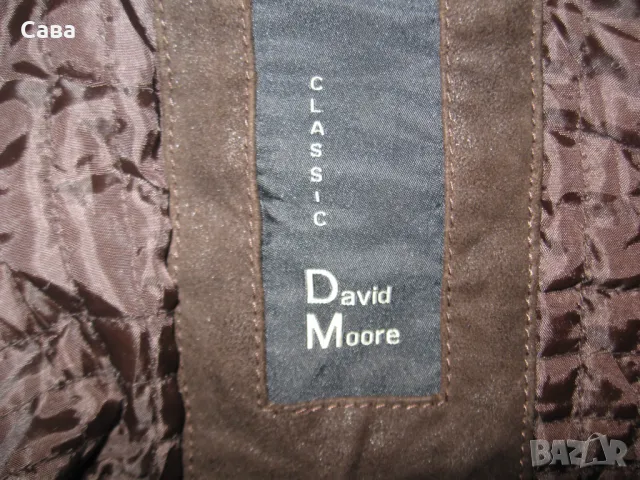 Сава
CLASSIC
David
Moore
BAZAR